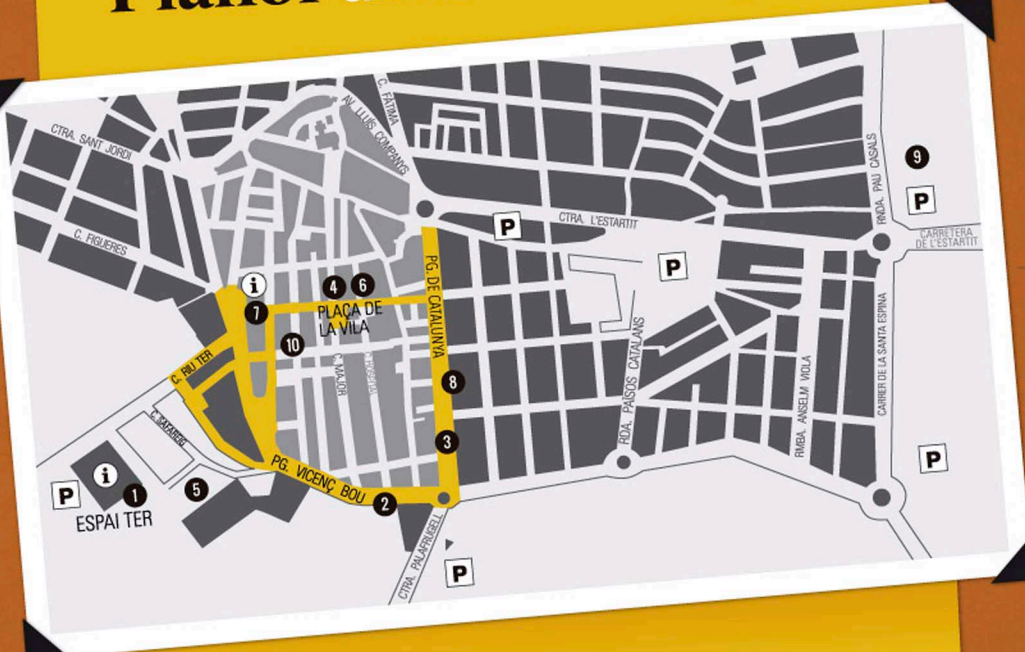 CTRA. SANT JORDI
C. FIGUERES
AV. LLUÍS COMPANYS
C. FÀTIMA
CTRA. L'ESTARTIT
P
P
RNDA. PAU CASALS
9
P
CARRETERA
DE L'ESTARTIT
i
7
4
6
PLAÇA DE
LA VILA
10
C. MAJOR
PG. DE CATALUNYA
8
3
RDA. PAÏSOS CATALANS
RMBA. ANSELM VIOLA
CARRER DE LA SANTA ESPINA
C. RIU TER
C. SAFAREIG
PG. VICENÇ BOU
2
i
P
1
5
ESPAI TER
CTRA. PALAFRUGELL
P
P